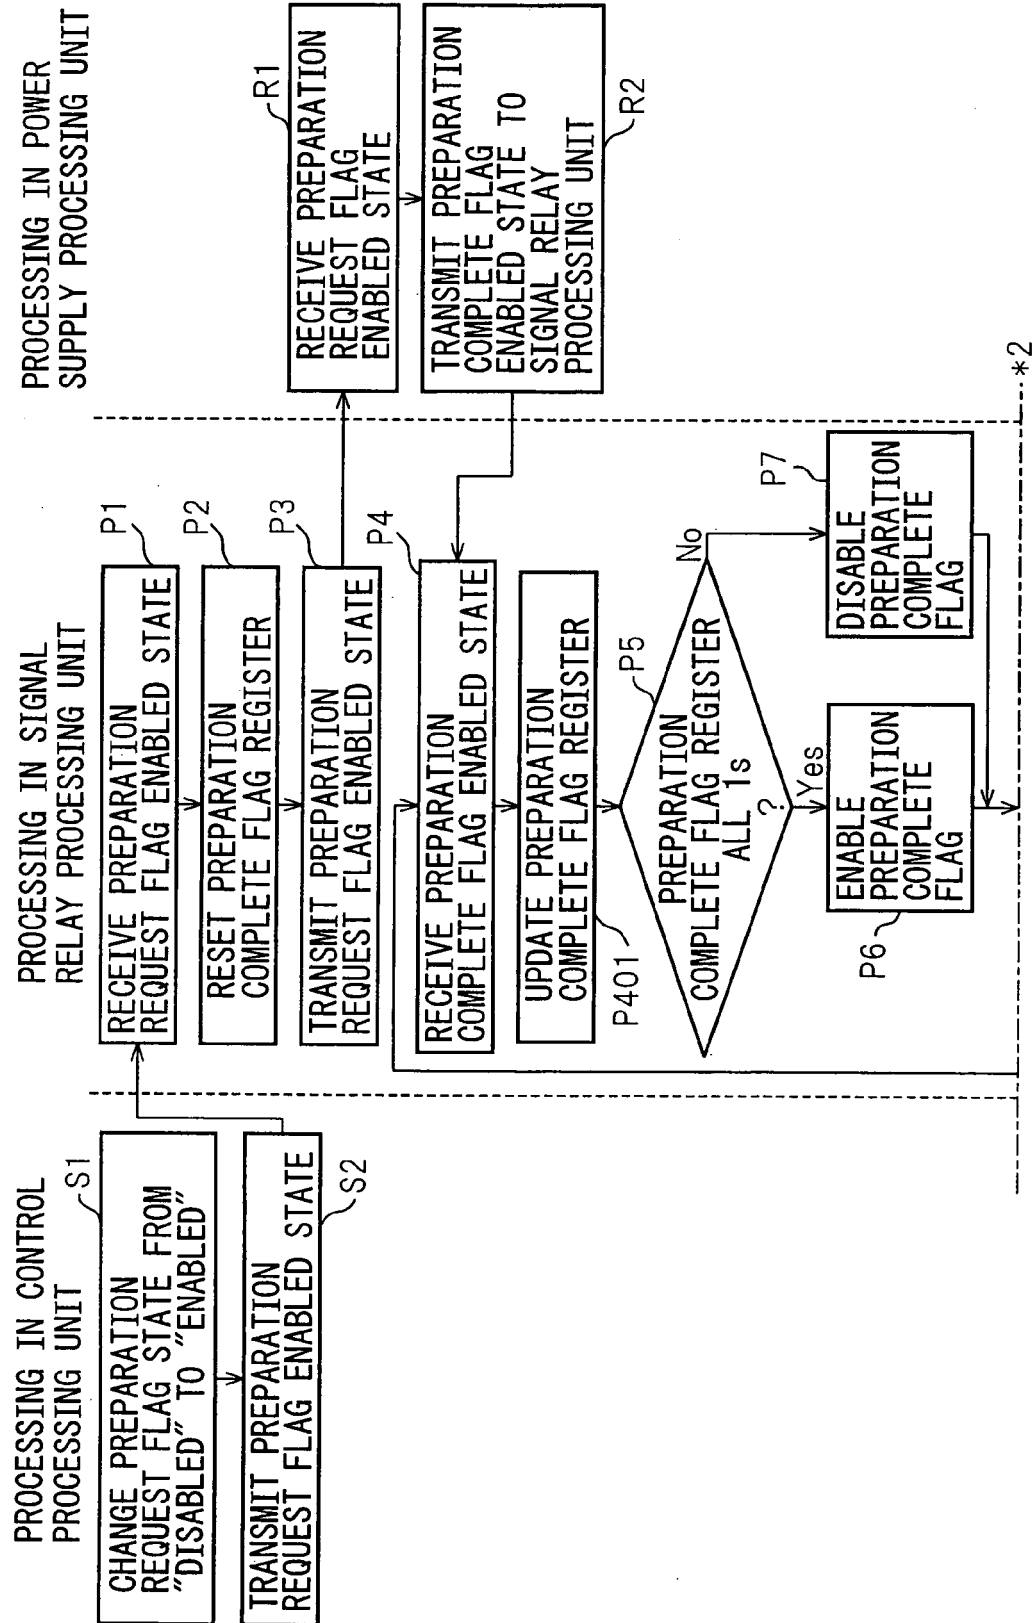 PROCESSING IN CONTROL
PROCESSING UNIT
S1
CHANGE PREPARATION
REQUEST FLAG STATE FROM
"DISABLED" TO "ENABLED"
TRANSMIT PREPARATION
REQUEST FLAG ENABLED STATE
S2
PROCESSING IN SIGNAL
RELAY PROCESSING UNIT
P1
RECEIVE PREPARATION
REQUEST FLAG ENABLED STATE
P2
RESET PREPARATION
COMPLETE FLAG REGISTER
P3
TRANSMIT PREPARATION
REQUEST FLAG ENABLED STATE
P4
RECEIVE PREPARATION
COMPLETE FLAG ENABLED STATE
UPDATE PREPARATION
COMPLETE FLAG REGISTER
P401
P5
PREPARATION
COMPLETE FLAG REGISTER
ALL 1s
?
No
Yes
P6
ENABLE
PREPARATION
COMPLETE
FLAG
P7
DISABLE
PREPARATION
COMPLETE
FLAG
PROCESSING IN POWER
SUPPLY PROCESSING UNIT
R1
RECEIVE PREPARATION
REQUEST FLAG
ENABLED STATE
TRANSMIT PREPARATION
COMPLETE FLAG
ENABLED STATE TO
SIGNAL RELAY
PROCESSING UNIT
R2
*2